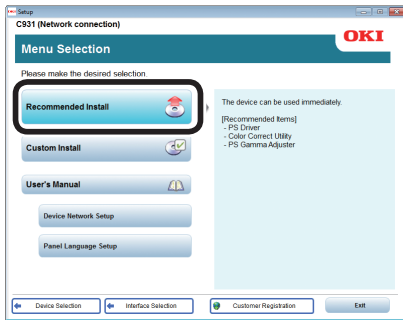 Setup
C931 (Network connection)
OKI
Menu Selection
Please make the desired selection.
Recommended Install
The device can be used immediately.
[Recommended Items]
- PS Driver
- Color Correct Utility
- PS Gamma Adjuster
Custom Install
User's Manual
Device Network Setup
Panel Language Setup
Device Selection
Interface Selection
Customer Registration
Exit